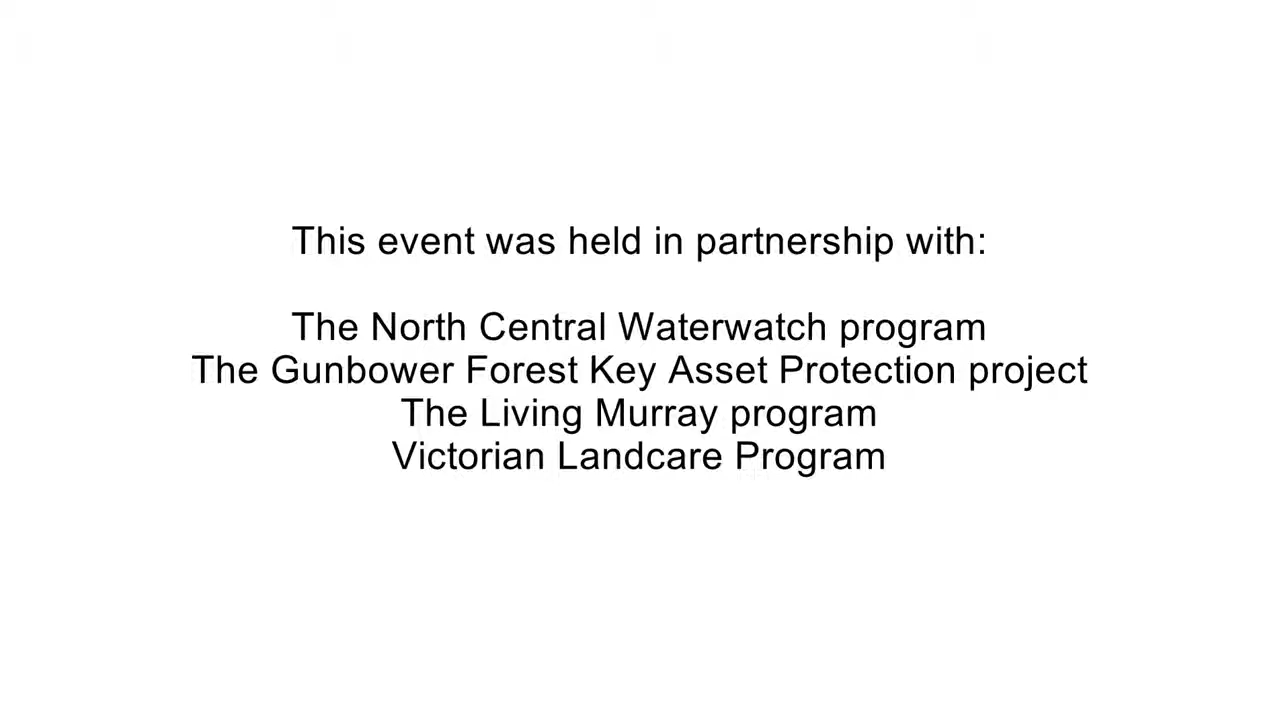 This event was held in partnership with:
The North Central Waterwatch program
The Gunbower Forest Key Asset Protection project
The Living Murray program
Victorian Landcare Program